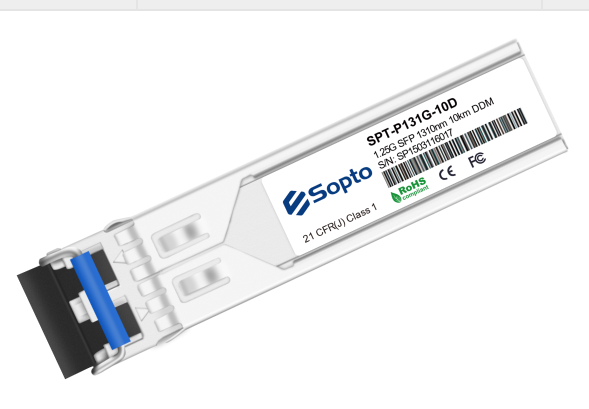 SPT-P131G-10D
1.25G SFP 1310nm 10km DDM
S/N: SP1503116017
Sopto
RoHS
compliant
CE FC
21 CFR(J) Class 1